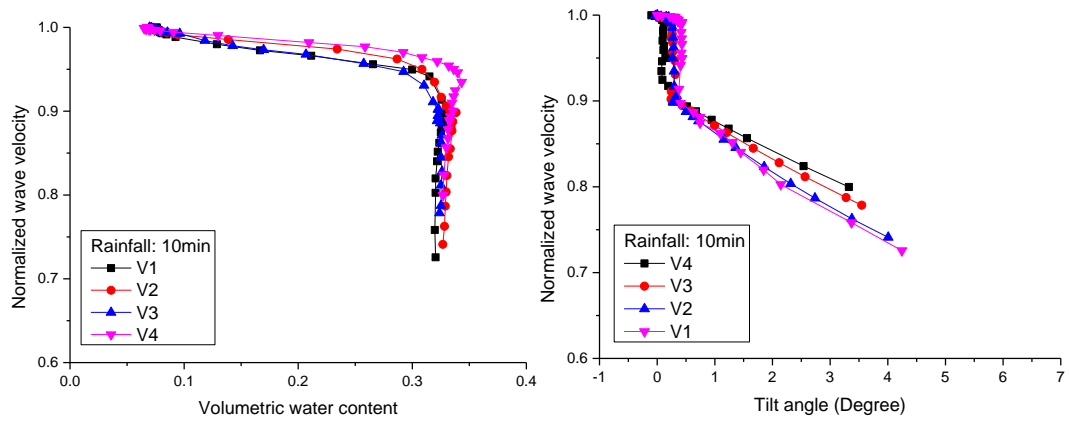 Normalized wave velocity
1.0
0.9
0.8
0.7
0.6
Rainfall: 10min
V1
V2
V3
V4
0.0
0.1
0.2
0.3
0.4
Volumetric water content
Normalized wave velocity
1.0
0.9
0.8
0.7
0.6
Rainfall: 10min
V4
V3
V2
V1
-1
0
1
2
3
4
5
6
7
Tilt angle (Degree)